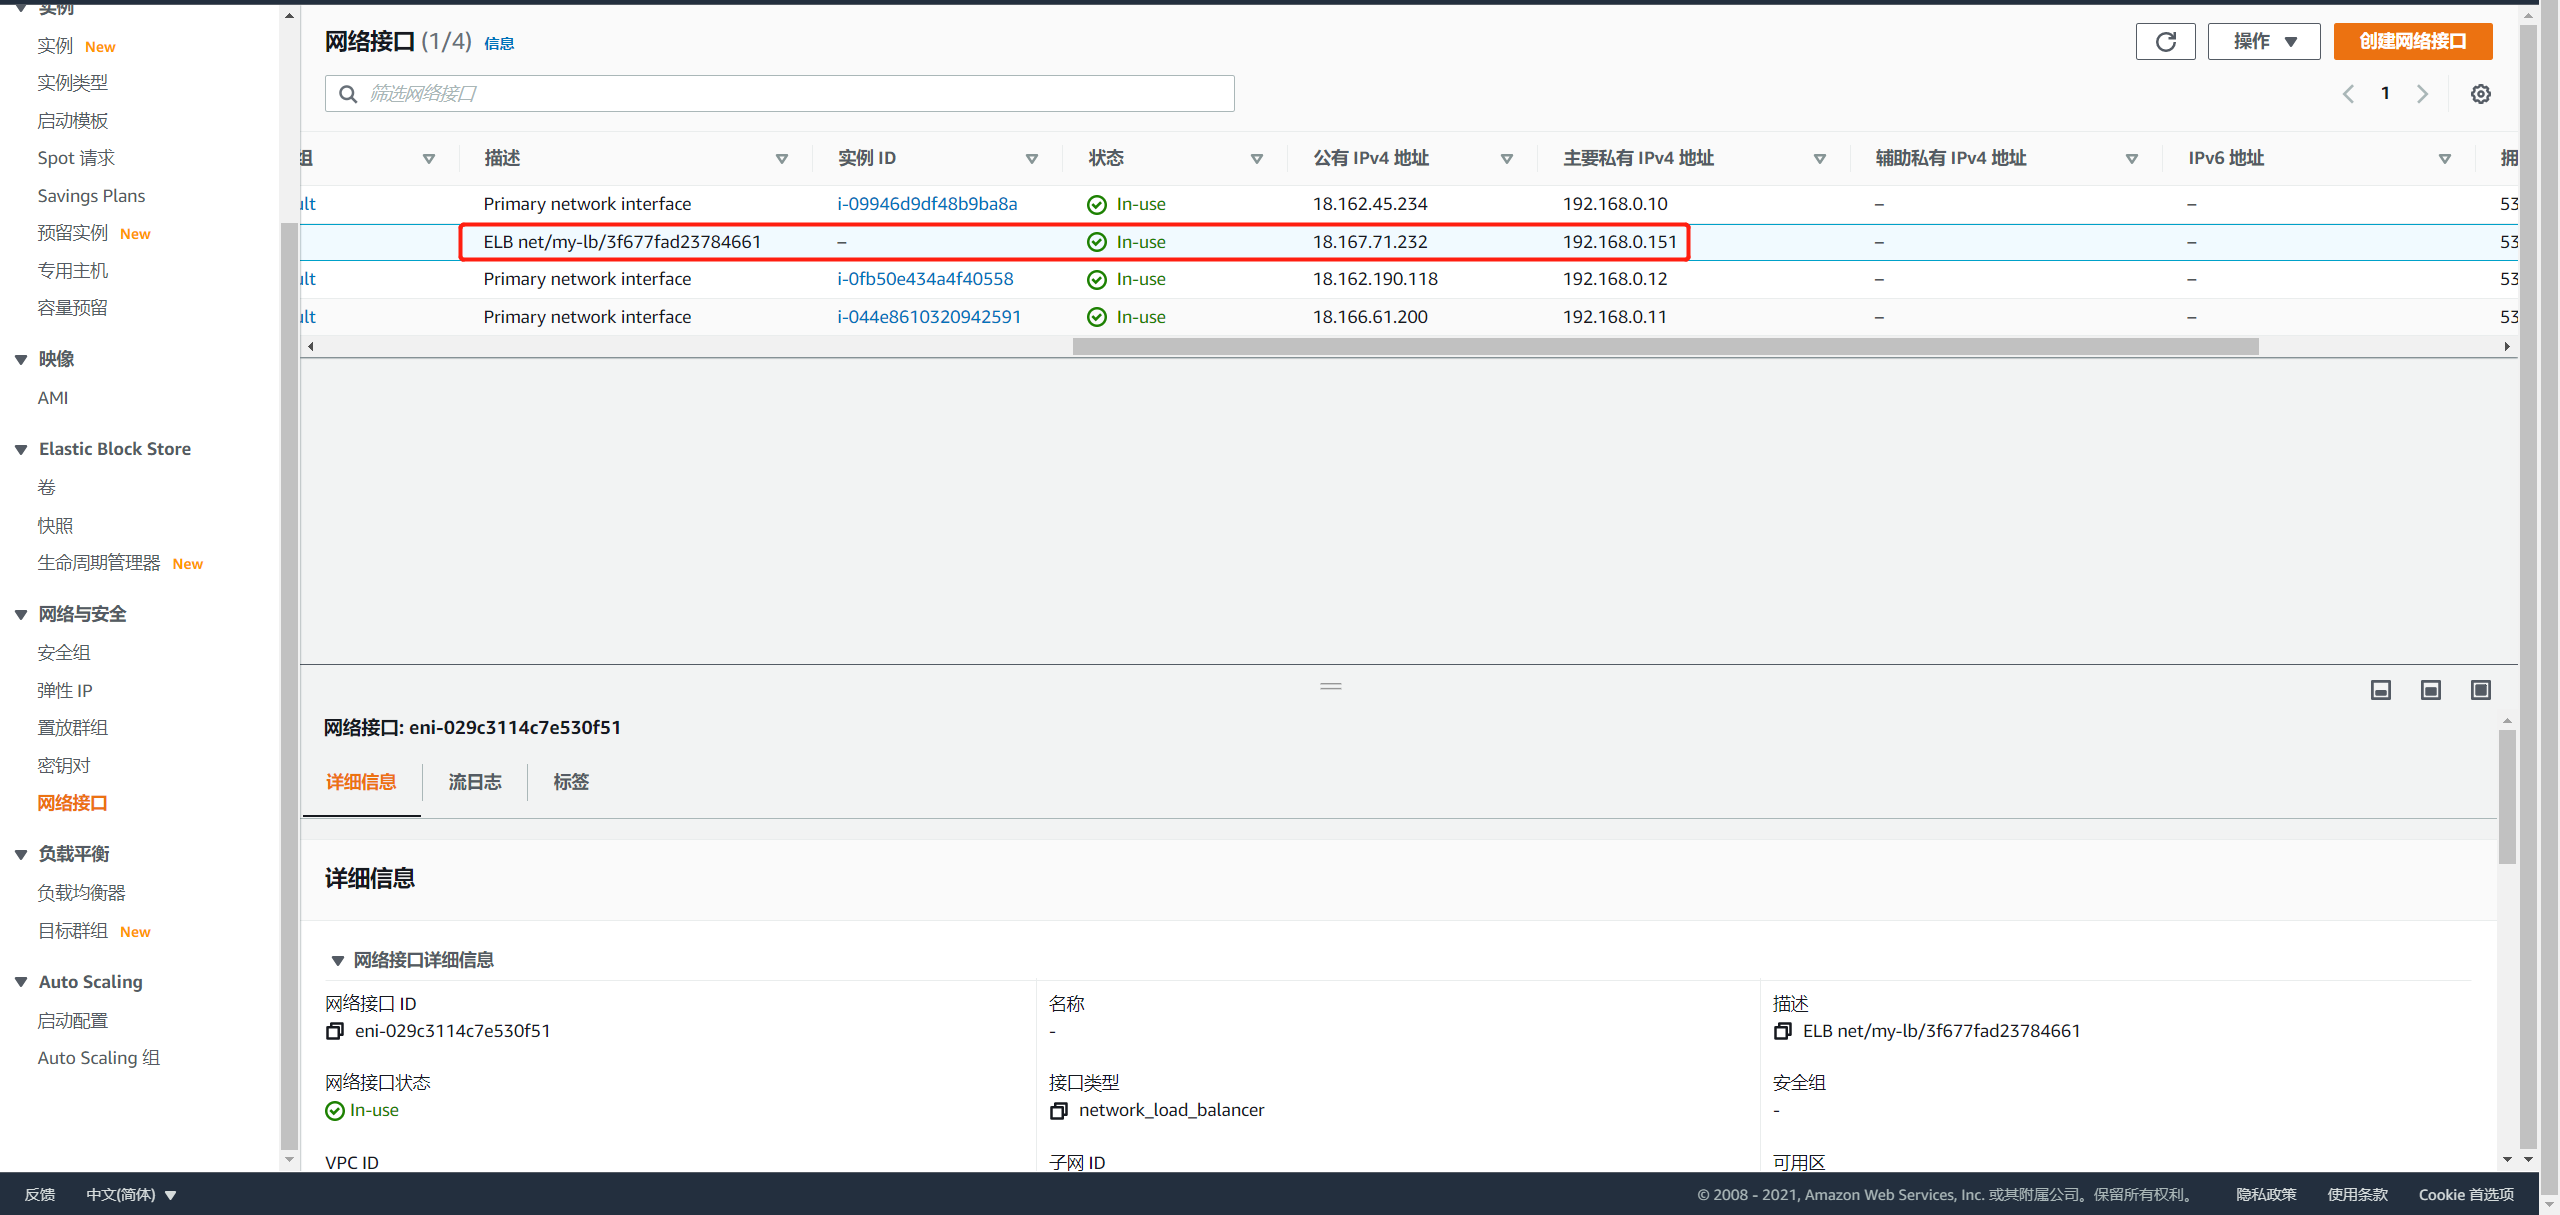 实例
实例 New
实例类型
启动模板
Spot 请求
Savings Plans
预留实例 New
专用主机
容量预留
映像
AMI
Elastic Block Store
卷
快照
生命周期管理器 New
网络与安全
安全组
弹性 IP
置放群组
密钥对
网络接口
负载平衡
负载均衡器
目标群组 New
Auto Scaling
启动配置
Auto Scaling 组
网络接口 (1/4) 信息
操作
创建网络接口
筛选网络接口
1
组 描述 实例 ID 状态 公有 IPv4 地址 主要私有 IPv4 地址 辅助私有 IPv4 地址 IPv6 地址 拥
ult Primary network interface i-09946d9df48b9ba8a In-use 18.162.45.234 192.168.0.10 – – 53
ELB net/my-lb/3f677fad23784661 – In-use 18.167.71.232 192.168.0.151 – – 53
ult Primary network interface i-0fb50e434a4f40558 In-use 18.162.190.118 192.168.0.12 – – 53
ult Primary network interface i-044e8610320942591 In-use 18.166.61.200 192.168.0.11 – – 53
网络接口: eni-029c3114c7e530f51
详细信息 流日志 标签
详细信息
网络接口详细信息
网络接口 ID 名称 描述
eni-029c3114c7e530f51 - ELB net/my-lb/3f677fad23784661
网络接口状态 接口类型 安全组
In-use network_load_balancer -
VPC ID 子网 ID 可用区
反馈 中文(简体) © 2008 - 2021, Amazon Web Services, Inc. 或其附属公司。保留所有权利。 隐私政策 使用条款 Cookie 首选项